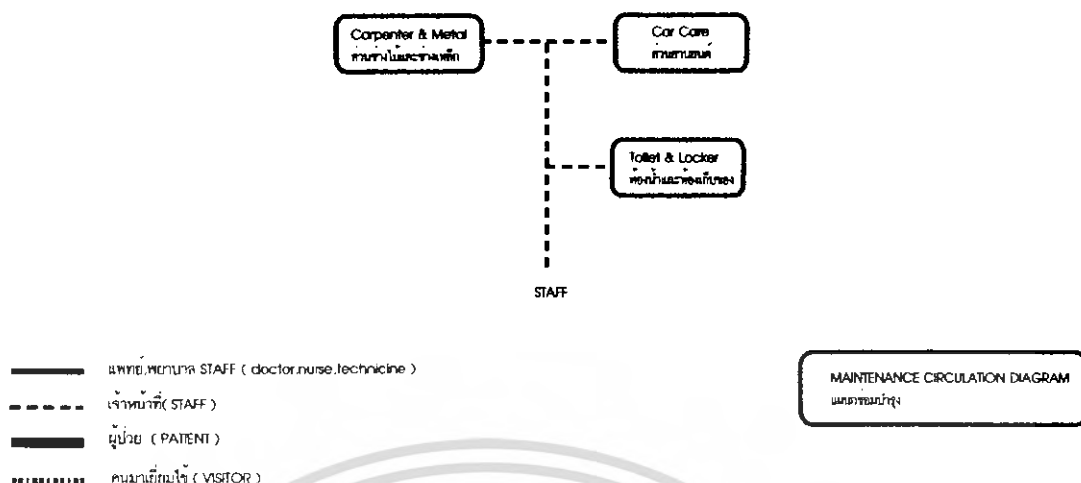 Carpenter & Metal
ส่วนช่างไม้และช่างเหล็ก
Car Care
ส่วนยานยนต์
Toilet & Locker
ห้องน้ำและห้องเก็บของ
STAFF
แพทย์,พยาบาล STAFF ( doctor,nurse,technicine )
เจ้าหน้าที่( STAFF )
ผู้ป่วย ( PATIENT )
คนมาเยี่ยมไข้ ( VISITOR )
MAINTENANCE CIRCULATION DIAGRAM
แผนกซ่อมบำรุง